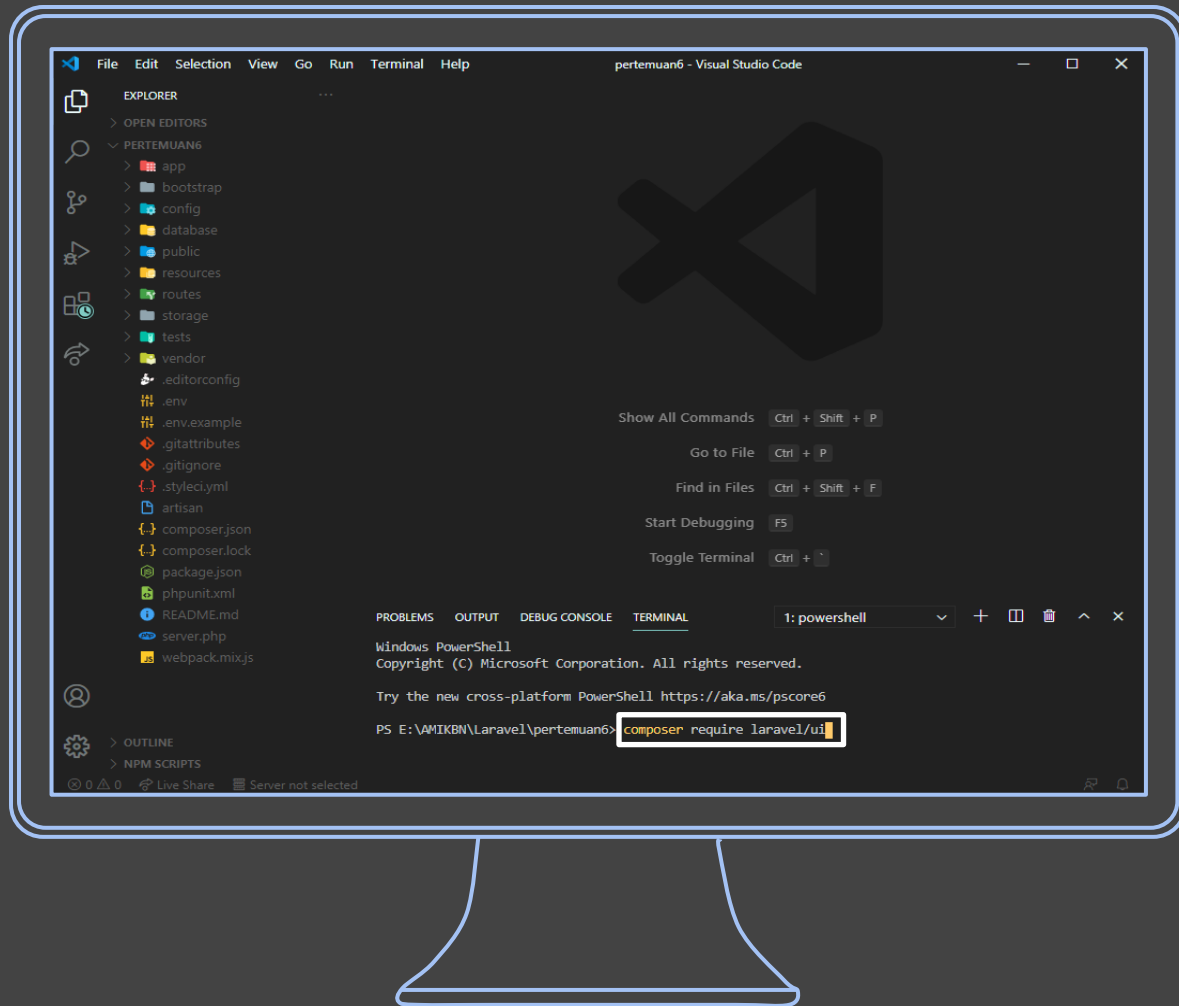 File Edit Selection View Go Run Terminal Help pertemuan6 - Visual Studio Code
EXPLORER
OPEN EDITORS
PERTEMUAN6
app
bootstrap
config
database
public
resources
routes
storage
tests
vendor
.editorconfig
.env
.env.example
.gitattributes
.gitignore
.styleci.yml
artisan
composer.json
composer.lock
package.json
phpunit.xml
README.md
server.php
webpack.mix.js
OUTLINE
NPM SCRIPTS
Show All Commands Ctrl + Shift + P
Go to File Ctrl + P
Find in Files Ctrl + Shift + F
Start Debugging F5
Toggle Terminal Ctrl + `
PROBLEMS OUTPUT DEBUG CONSOLE TERMINAL 1: powershell
Windows PowerShell
Copyright (C) Microsoft Corporation. All rights reserved.
Try the new cross-platform PowerShell https://aka.ms/pscore6
PS E:\AMIKBN\Laravel\pertemuan6> composer require laravel/ui
0 0 Live Share Server not selected